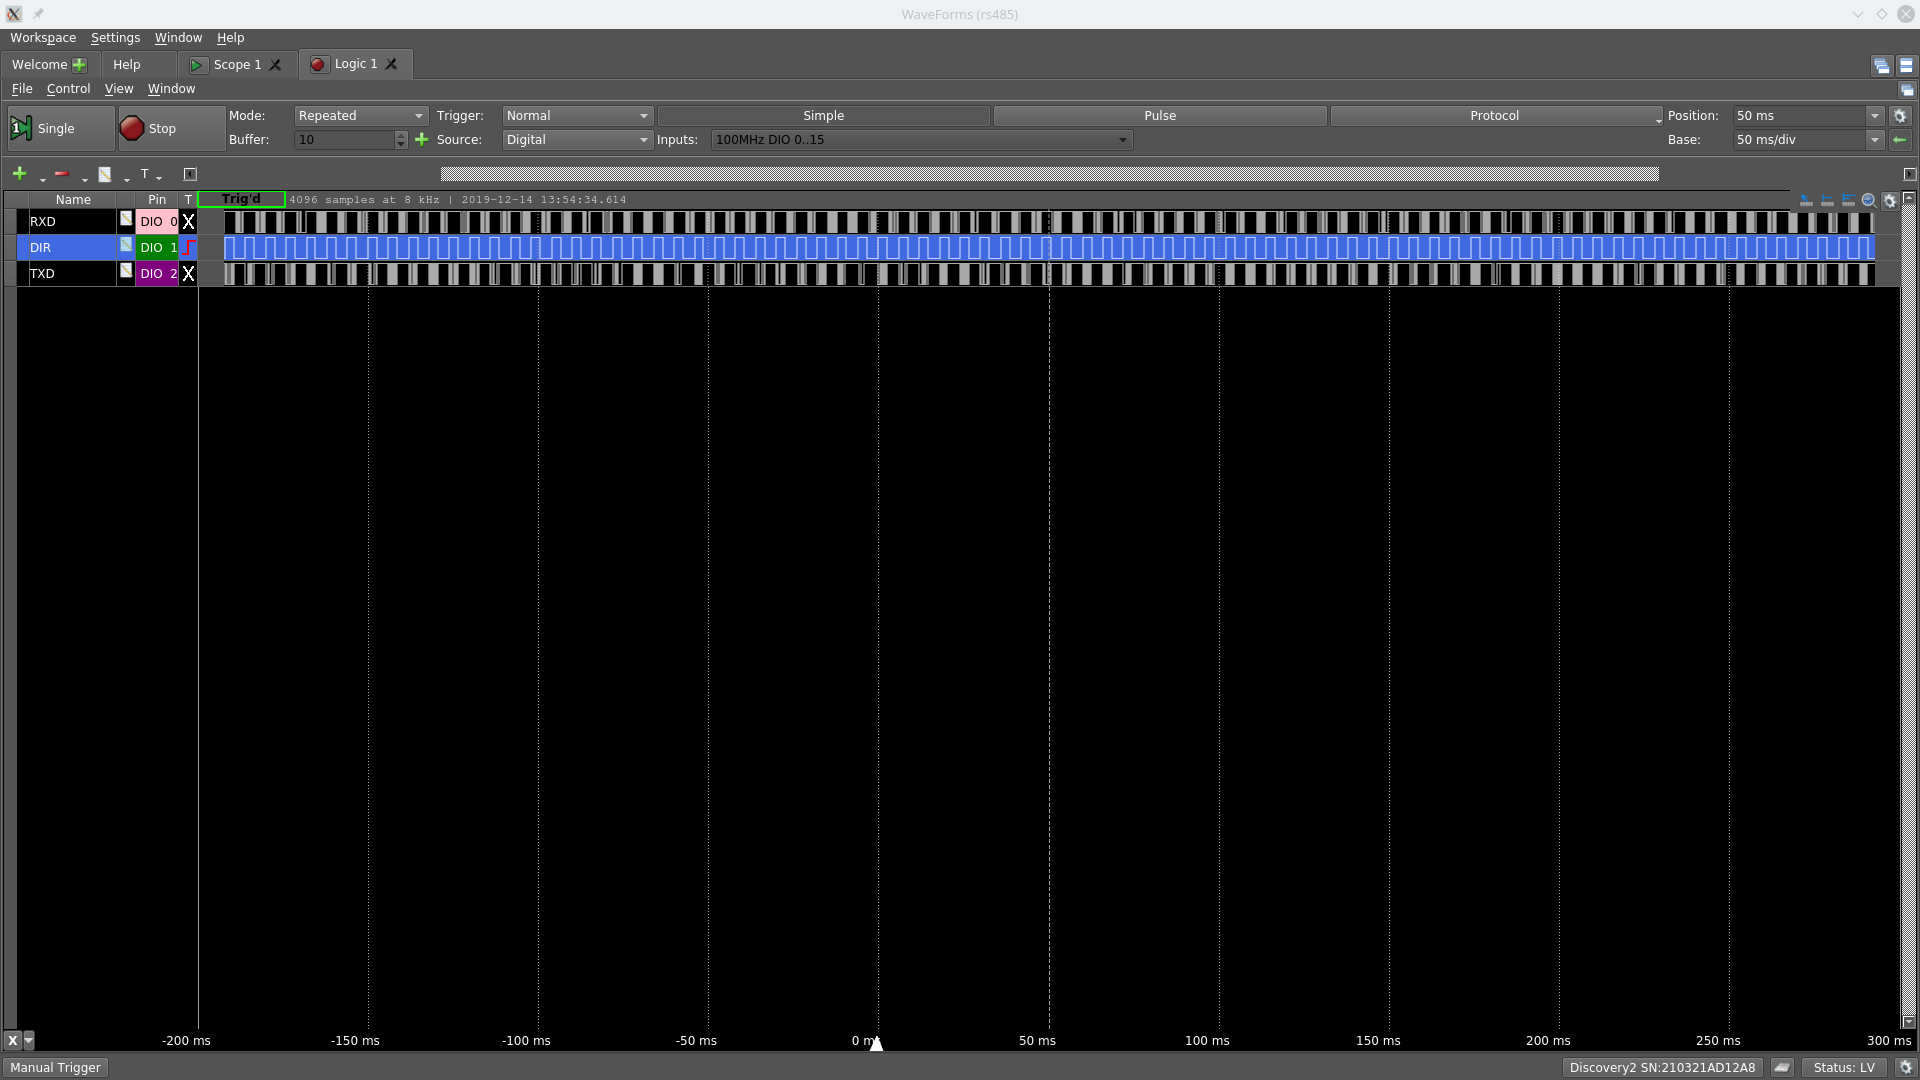 WaveForms (rs485)
Workspace Settings Window Help
Welcome Help Scope 1 Logic 1
File Control View Window
Single Stop Mode: Repeated Trigger: Normal Simple Pulse Protocol Position: 50 ms
Buffer: 10 Source: Digital Inputs: 100MHz DIO 0..15 Base: 50 ms/div
T
Name Pin T Trig'd 4096 samples at 8 kHz | 2019-12-14 13:54:34.614
RXD DIO 0 X
DIR DIO 1
TXD DIO 2 X
X -200 ms -150 ms -100 ms -50 ms 0 ms 50 ms 100 ms 150 ms 200 ms 250 ms 300 ms
Manual Trigger Discovery2 SN:210321AD12A8 Status: LV